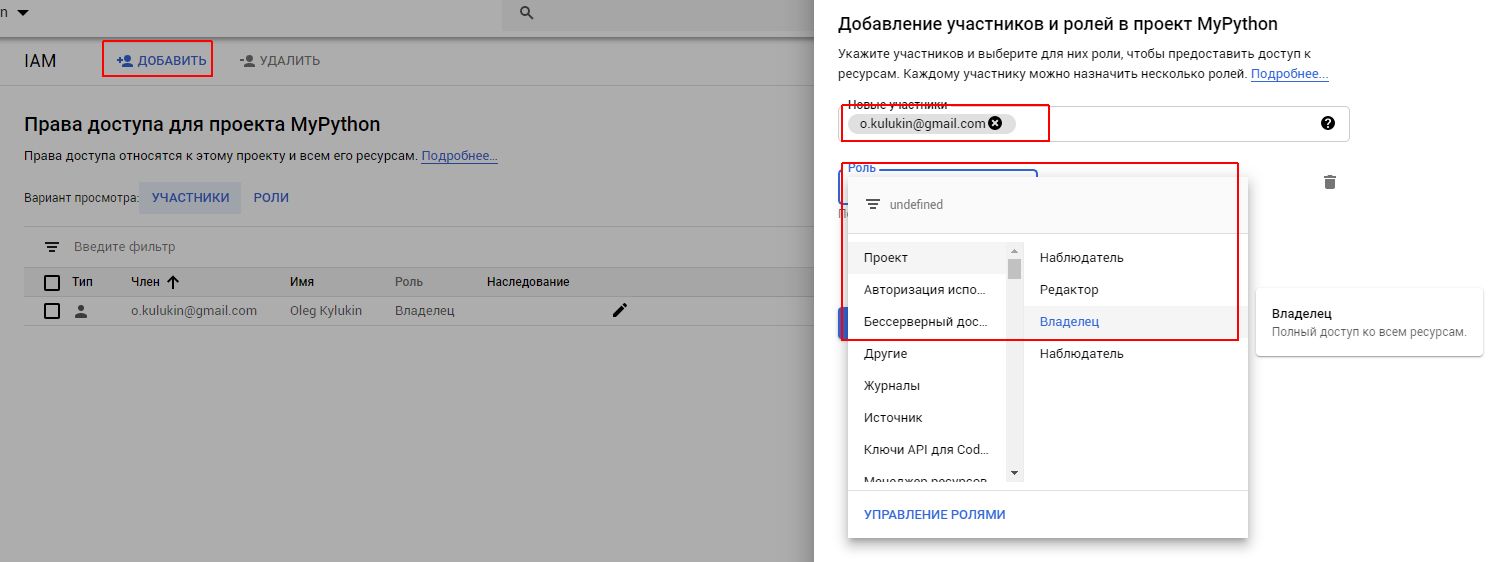 n
IAM
ДОБАВИТЬ
УДАЛИТЬ
Права доступа для проекта MyPython
Права доступа относятся к этому проекту и всем его ресурсам. Подробнее...
Вариант просмотра: УЧАСТНИКИ РОЛИ
Введите фильтр
Тип Член Имя Роль Наследование
o.kulukin@gmail.com Oleg Kylukin Владелец
Добавление участников и ролей в проект MyPython
Укажите участников и выберите для них роли, чтобы предоставить доступ к
ресурсам. Каждому участнику можно назначить несколько ролей. Подробнее...
Новые участники
o.kulukin@gmail.com
Роль
undefined
Проект
Авторизация испо...
Бессерверный дос...
Другие
Журналы
Источник
Ключи API для Cod...
Менеджер ресурсов
Наблюдатель
Редактор
Владелец
Наблюдатель
УПРАВЛЕНИЕ РОЛЯМИ
Владелец
Полный доступ ко всем ресурсам.